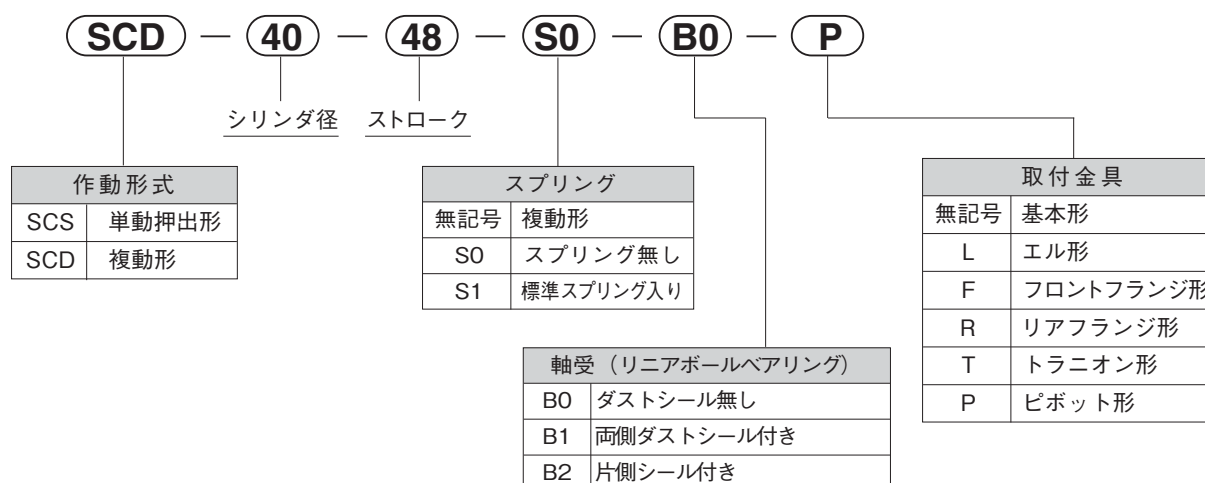 SCD — 40 — 48 — S0 — B0 — P
シリンダ径 ストローク
作動形式
SCS 単動押出形
SCD 複動形
スプリング
無記号 複動形
S0 スプリング無し
S1 標準スプリング入り
軸受（リニアボールベアリング）
B0 ダストシール無し
B1 両側ダストシール付き
B2 片側シール付き
取付金具
無記号 基本形
L エル形
F フロントフランジ形
R リアフランジ形
T トラニオン形
P ピボット形